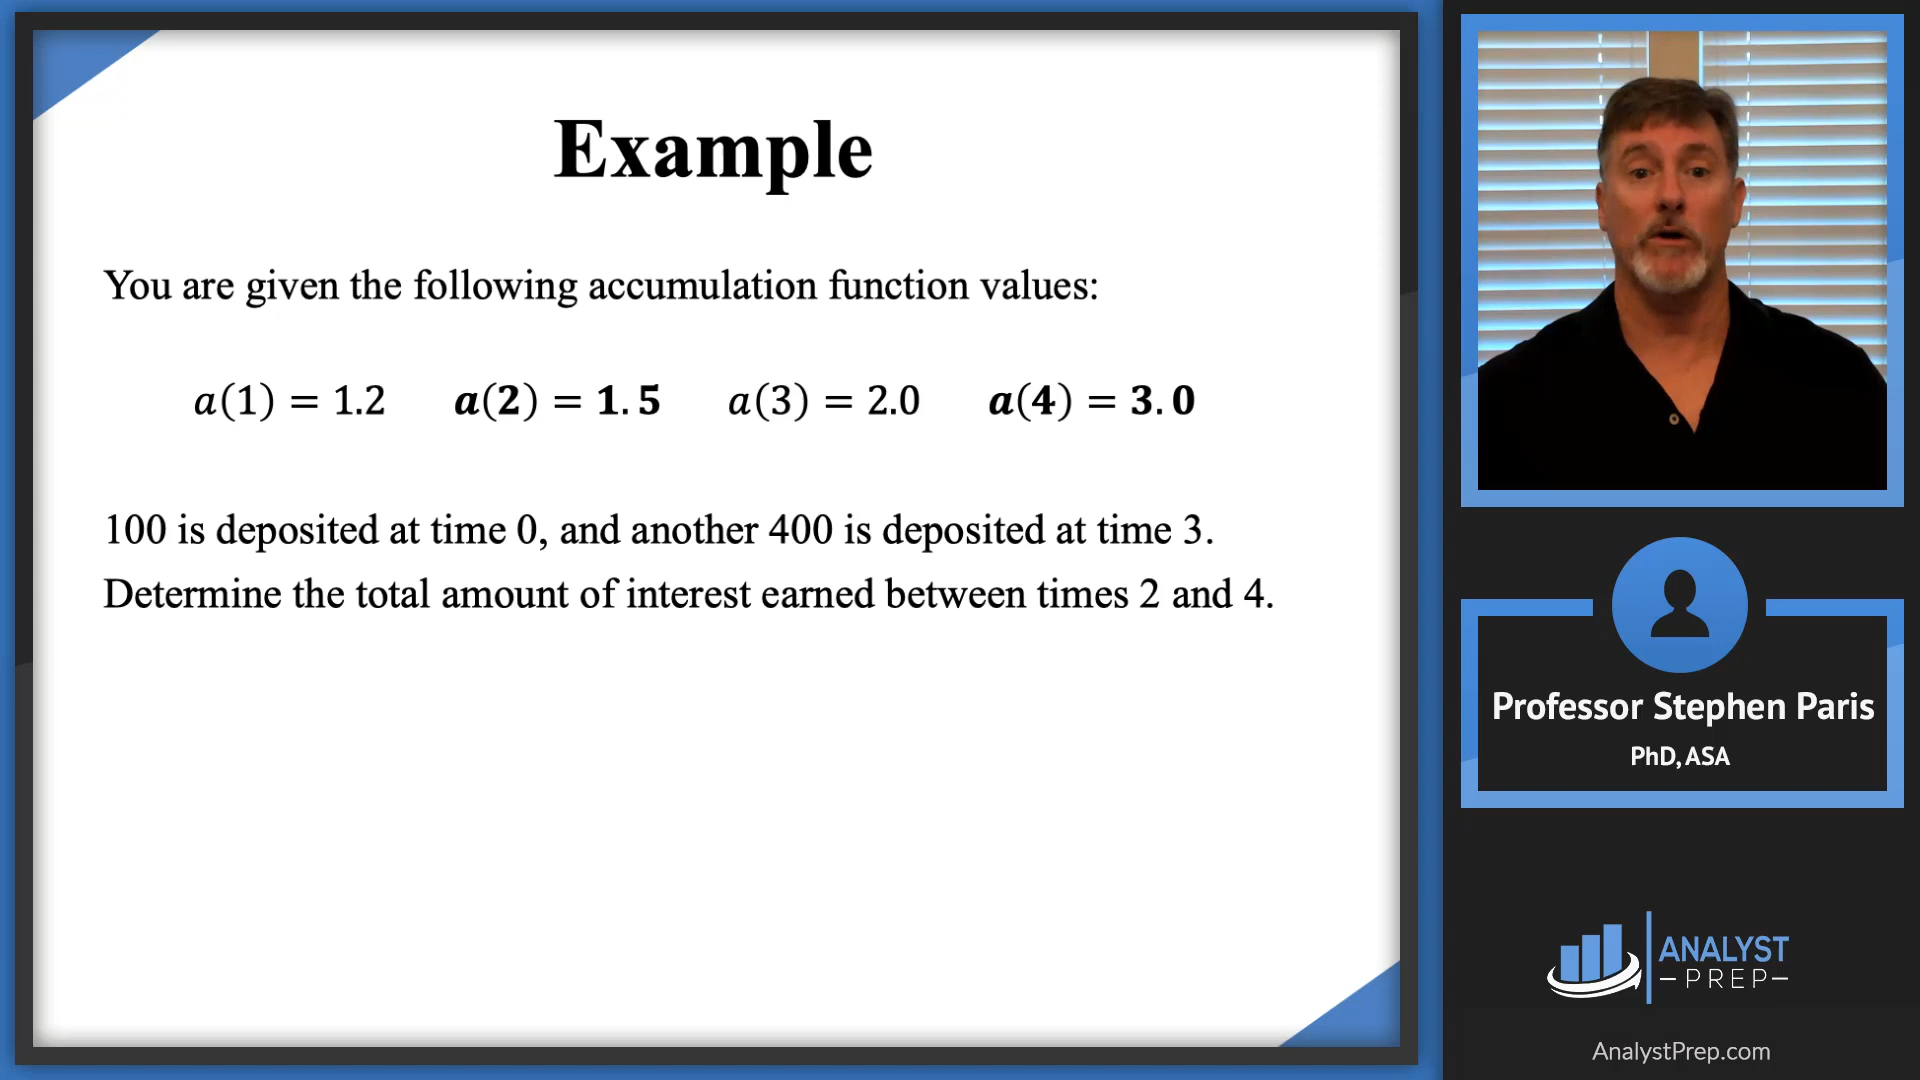 Example
You are given the following accumulation function values:
a(1) = 1.2 a(2) = 1.5 a(3) = 2.0 a(4) = 3.0
100 is deposited at time 0, and another 400 is deposited at time 3.
Determine the total amount of interest earned between times 2 and 4.
Professor Stephen Paris
PhD, ASA
ANALYST
PREP
AnalystPrep.com